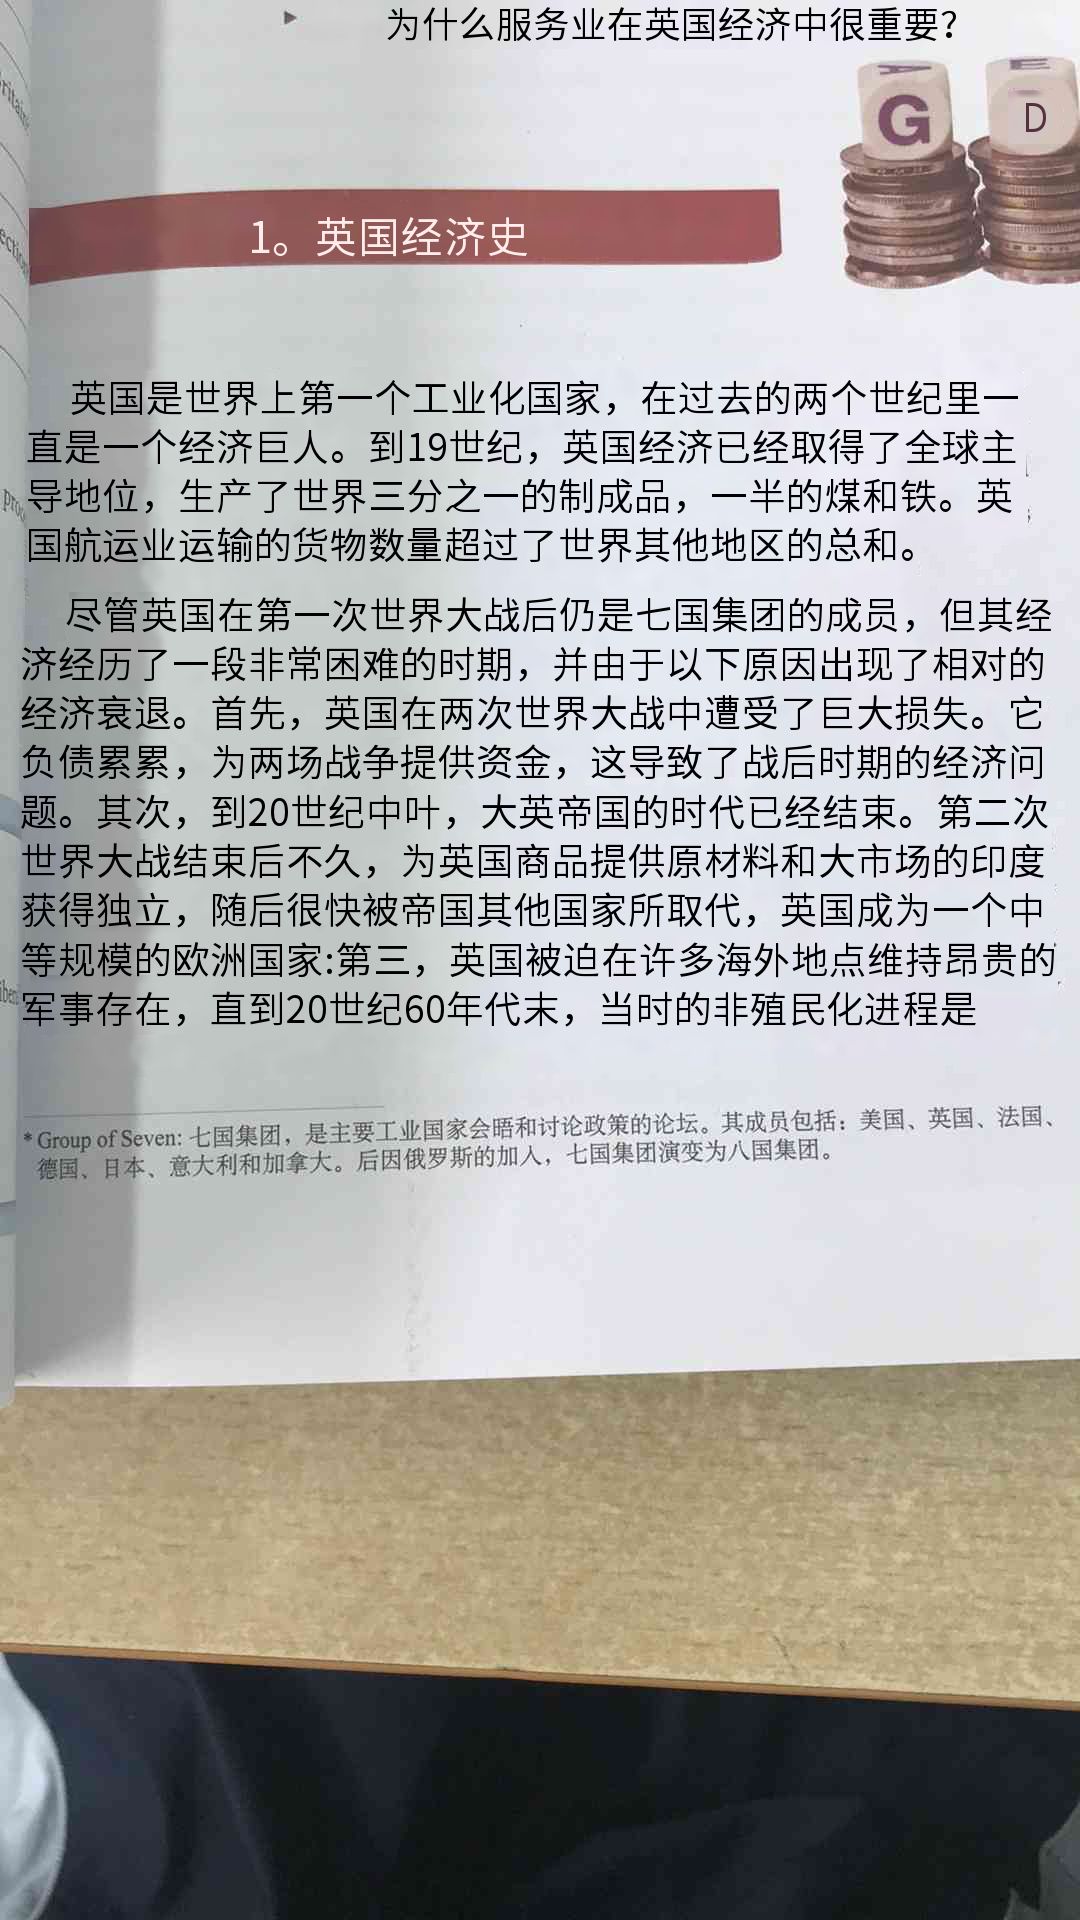 为什么服务业在英国经济中很重要?
G
D
1。英国经济史
英国是世界上第一个工业化国家，在过去的两个世纪里一
直是一个经济巨人。到19世纪，英国经济已经取得了全球主
导地位，生产了世界三分之一的制成品，一半的煤和铁。英
国航运业运输的货物数量超过了世界其他地区的总和。
尽管英国在第一次世界大战后仍是七国集团的成员，但其经
济经历了一段非常困难的时期，并由于以下原因出现了相对的
经济衰退。首先，英国在两次世界大战中遭受了巨大损失。它
负债累累，为两场战争提供资金，这导致了战后时期的经济问
题。其次，到20世纪中叶，大英帝国的时代已经结束。第二次
世界大战结束后不久，为英国商品提供原材料和大市场的印度
获得独立，随后很快被帝国其他国家所取代，英国成为一个中
等规模的欧洲国家:第三，英国被迫在许多海外地点维持昂贵的
军事存在，直到20世纪60年代末，当时的非殖民化进程是
* Group of Seven: 七国集团，是主要工业国家会晤和讨论政策的论坛。其成员包括：美国、英国、法国、
德国、日本、意大利和加拿大。后因俄罗斯的加入，七国集团演变为八国集团。